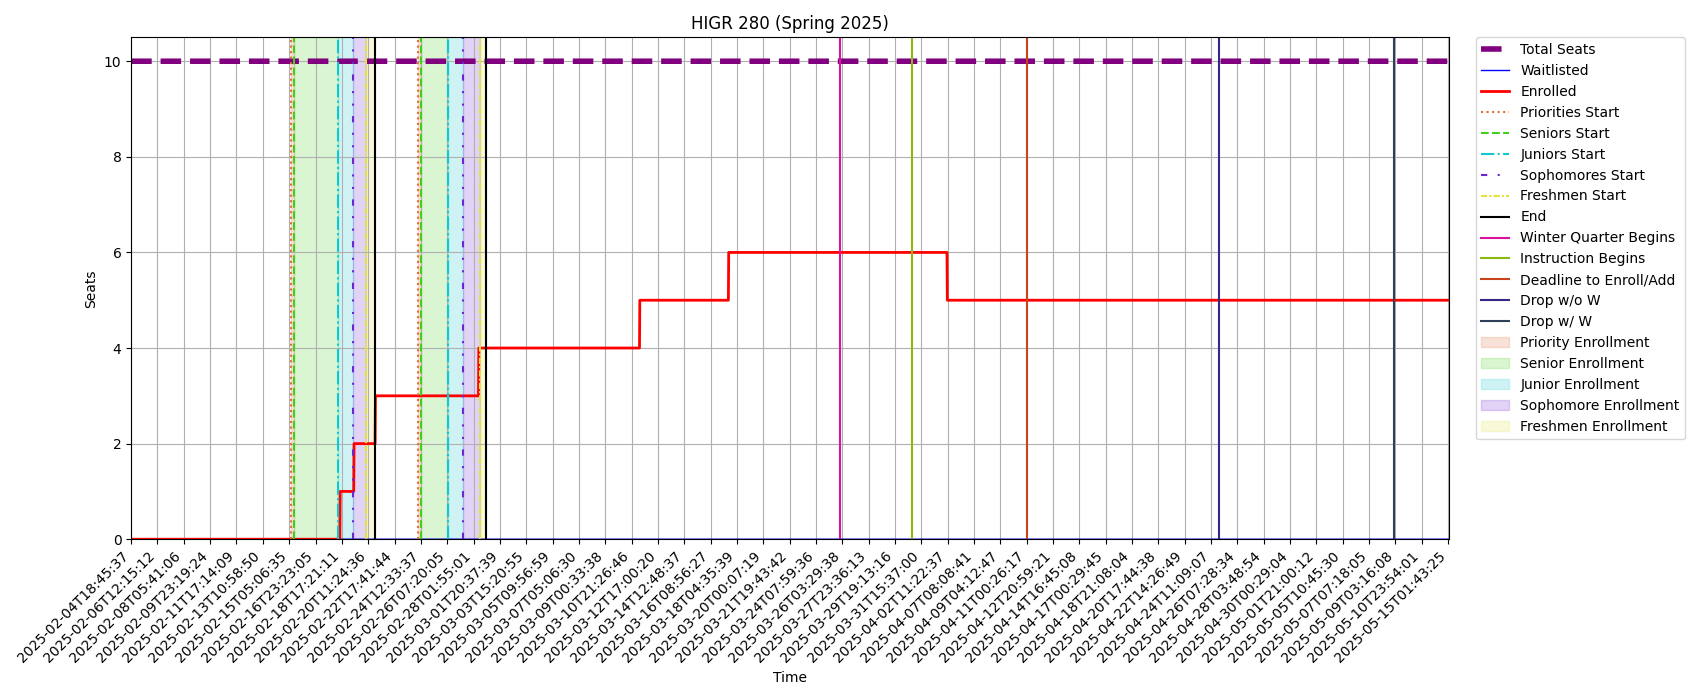 HIGR 280 (Spring 2025)
Seats
10
8
6
4
2
0
2025-02-04T18:45:37
2025-02-06T12:15:12
2025-02-08T05:41:06
2025-02-09T23:19:24
2025-02-11T17:14:09
2025-02-13T10:58:50
2025-02-15T05:06:35
2025-02-16T23:23:05
2025-02-18T17:21:11
2025-02-20T11:24:36
2025-02-22T17:41:44
2025-02-24T12:33:37
2025-02-26T07:20:05
2025-02-28T01:55:01
2025-03-01T20:37:39
2025-03-03T15:20:55
2025-03-05T09:56:59
2025-03-07T05:06:30
2025-03-09T00:33:38
2025-03-10T21:26:46
2025-03-12T17:00:20
2025-03-14T12:48:37
2025-03-16T08:56:27
2025-03-18T04:35:39
2025-03-20T00:07:19
2025-03-21T19:43:42
2025-03-24T07:59:36
2025-03-26T03:29:38
2025-03-27T23:36:13
2025-03-29T19:13:16
2025-03-31T15:37:00
2025-04-02T11:22:37
2025-04-07T08:08:41
2025-04-09T04:12:47
2025-04-11T00:26:17
2025-04-12T20:59:21
2025-04-14T16:45:08
2025-04-17T00:29:45
2025-04-18T21:08:04
2025-04-20T17:44:38
2025-04-22T14:26:49
2025-04-24T11:09:07
2025-04-26T07:28:34
2025-04-28T03:48:54
2025-04-30T00:29:04
2025-05-01T21:00:12
2025-05-05T10:45:30
2025-05-07T07:18:05
2025-05-09T03:16:08
2025-05-10T23:54:01
2025-05-15T01:43:25
Time
Total Seats
Waitlisted
Enrolled
Priorities Start
Seniors Start
Juniors Start
Sophomores Start
Freshmen Start
End
Winter Quarter Begins
Instruction Begins
Deadline to Enroll/Add
Drop w/o W
Drop w/ W
Priority Enrollment
Senior Enrollment
Junior Enrollment
Sophomore Enrollment
Freshmen Enrollment